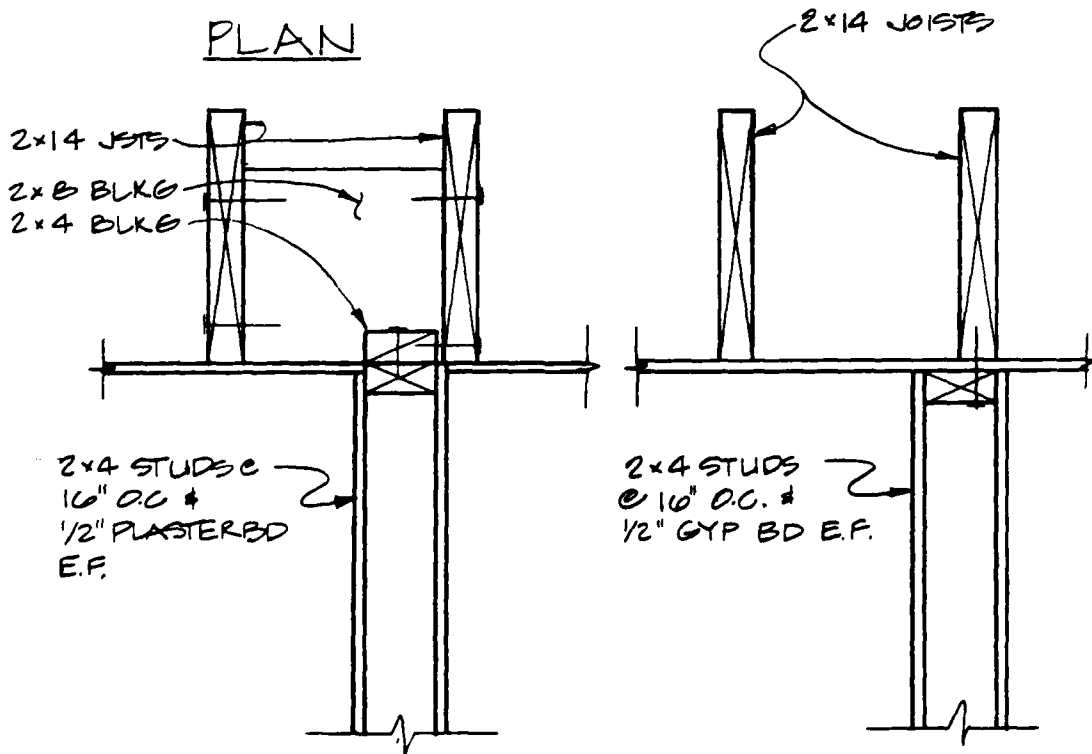 PLAN
2x14 JOISTS
2x14 JSTS
2x8 BLKG
2x4 BLKG
2x4 STUDS @
16" O.C &
1/2" PLASTERBD
E.F.
2x4 STUDS
@ 16" O.C. &
1/2" GYP BD E.F.